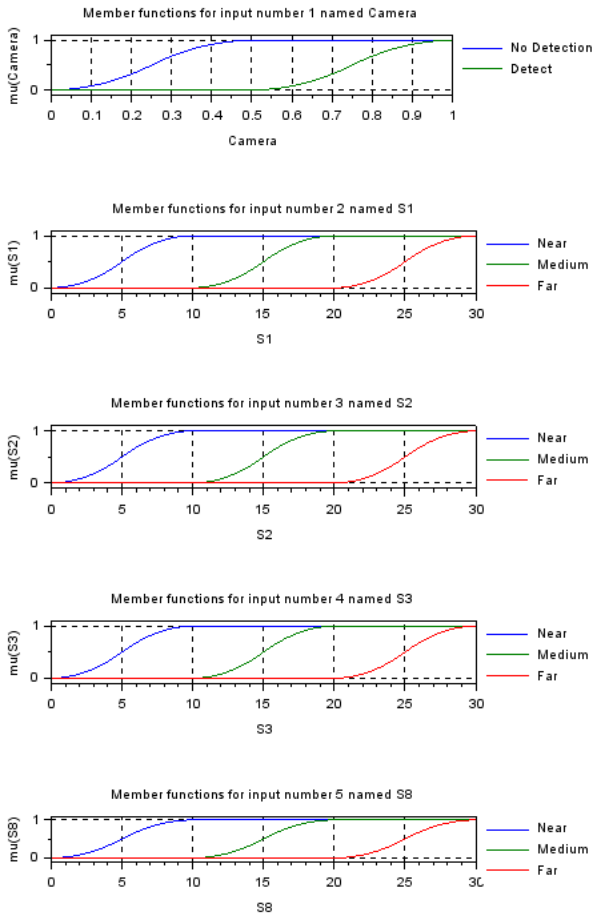 Member functions for input number 1 named Camera
mu(Camera)
1
0
0 0.1 0.2 0.3 0.4 0.5 0.6 0.7 0.8 0.9 1
Camera
No Detection
Detect
Member functions for input number 2 named S1
mu(S1)
1
0
0 5 10 15 20 25 30
S1
Near
Medium
Far
Member functions for input number 3 named S2
mu(S2)
1
0
0 5 10 15 20 25 30
S2
Near
Medium
Far
Member functions for input number 4 named S3
mu(S3)
1
0
0 5 10 15 20 25 30
S3
Near
Medium
Far
Member functions for input number 5 named S8
mu(S8)
1
0
0 5 10 15 20 25 30
S8
Near
Medium
Far